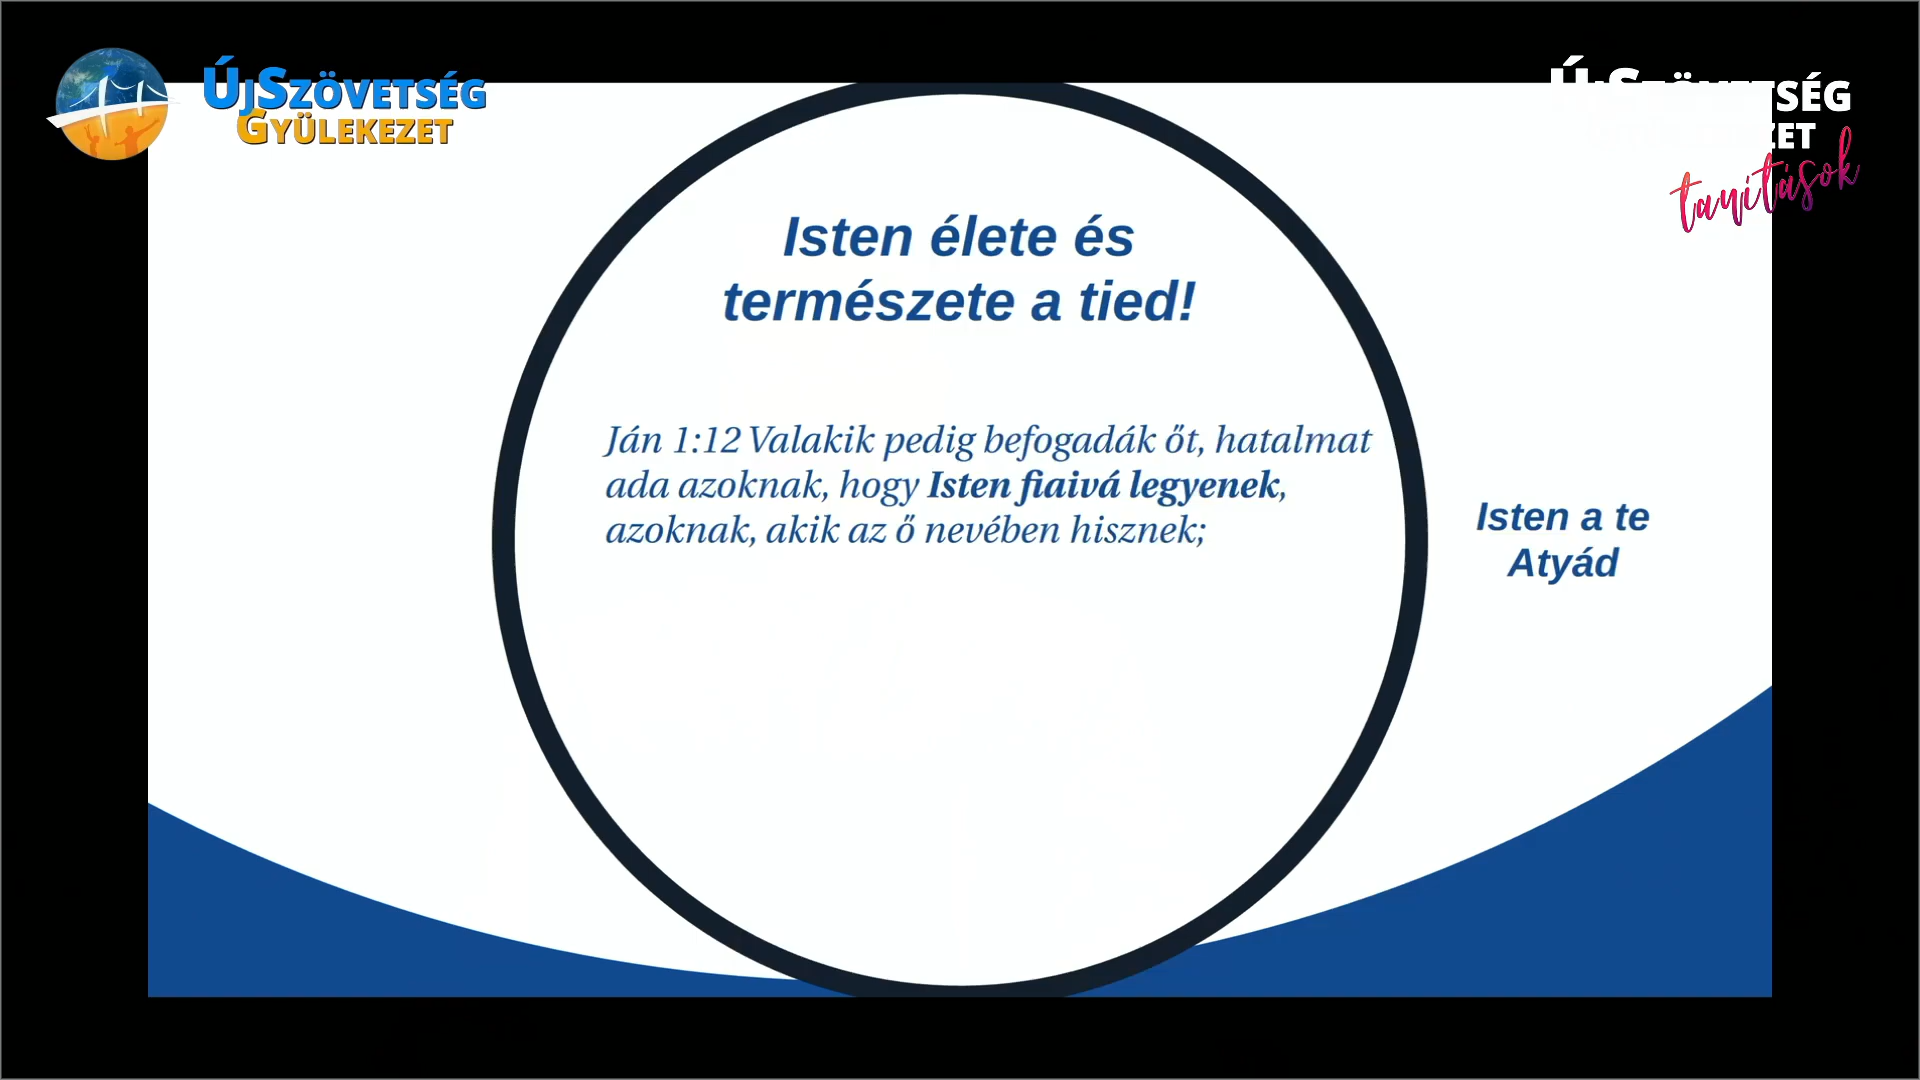 ÚJSZÖVETSÉG
GYÜLEKEZET
ÚJSZÖVETSÉG
tanítások
Isten élete és
természete a tied!
Ján 1:12 Valakik pedig befogadák őt, hatalmat
ada azoknak, hogy Isten fiaivá legyenek,
azoknak, akik az ő nevében hisznek;
Isten a te
Atyád